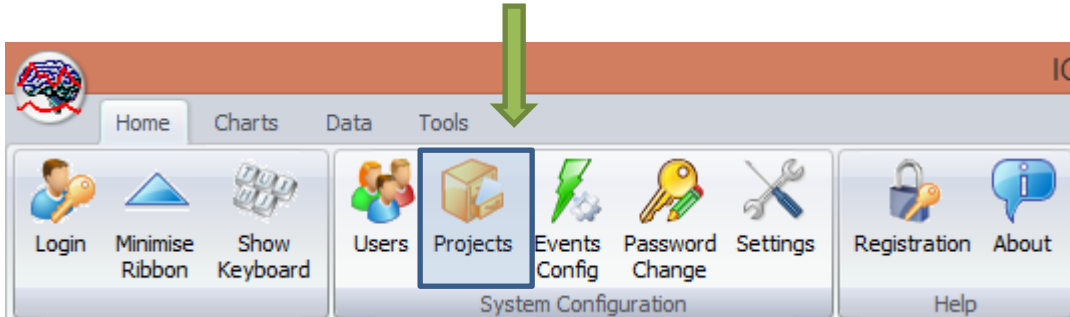 IC
Home Charts Data Tools
Login Minimise Show Users Projects Events Password Settings Registration About
Ribbon Keyboard Config Change
System Configuration Help